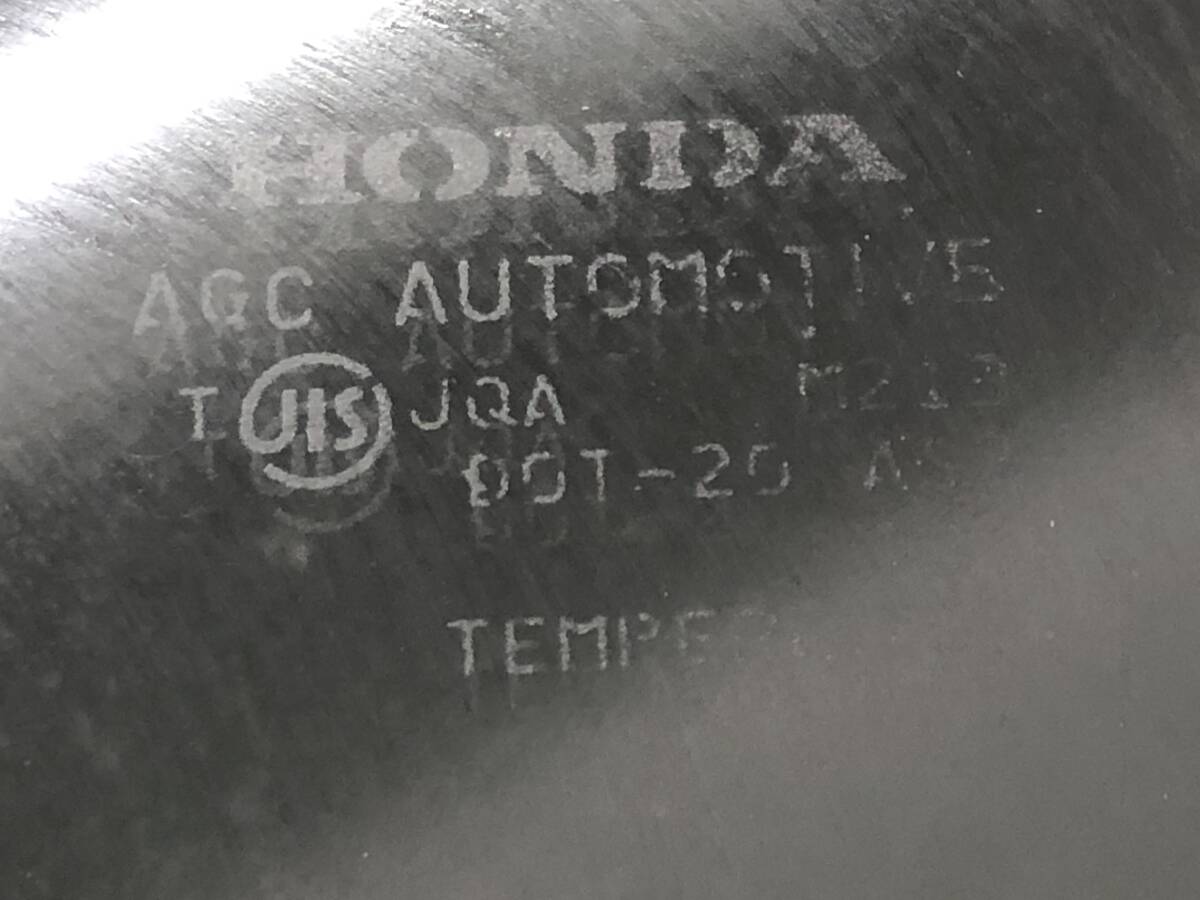 HONDA
AGC AUTOMOTIVE
T JIS JQA M213
DOT-20